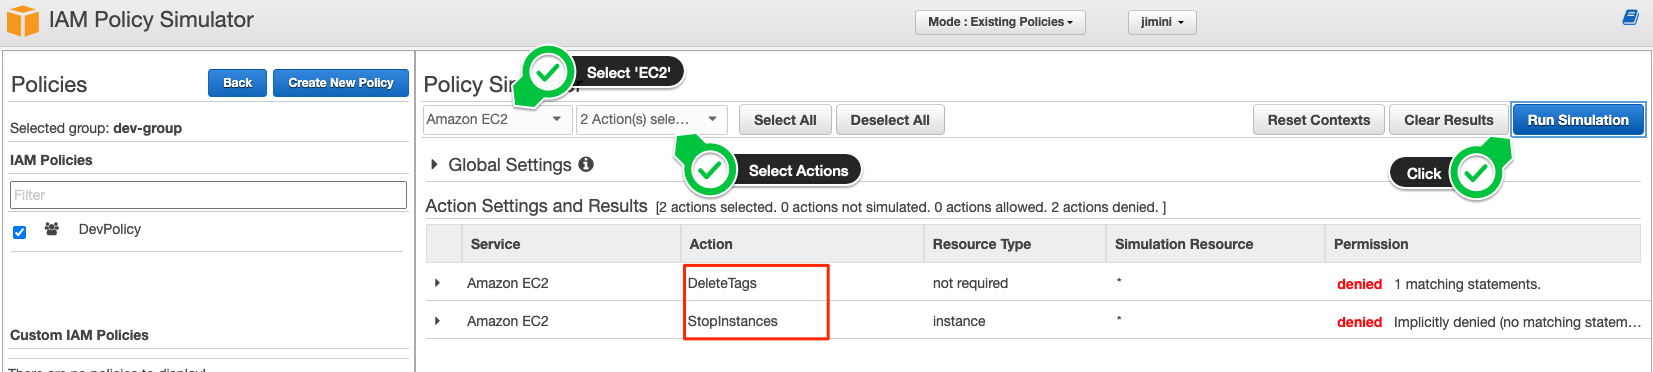 IAM Policy Simulator
Mode : Existing Policies
jimini
Policies
Back
Create New Policy
Selected group: dev-group
IAM Policies
Filter
DevPolicy
Custom IAM Policies
Select 'EC2'
Amazon EC2
2 Action(s) sele...
Select All
Deselect All
Reset Contexts
Clear Results
Run Simulation
Global Settings
Select Actions
Click
Action Settings and Results [2 actions selected. 0 actions not simulated. 0 actions allowed. 2 actions denied. ]
Service Action Resource Type Simulation Resource Permission
Amazon EC2 DeleteTags not required * denied 1 matching statements.
Amazon EC2 StopInstances instance * denied Implicitly denied (no matching statem...